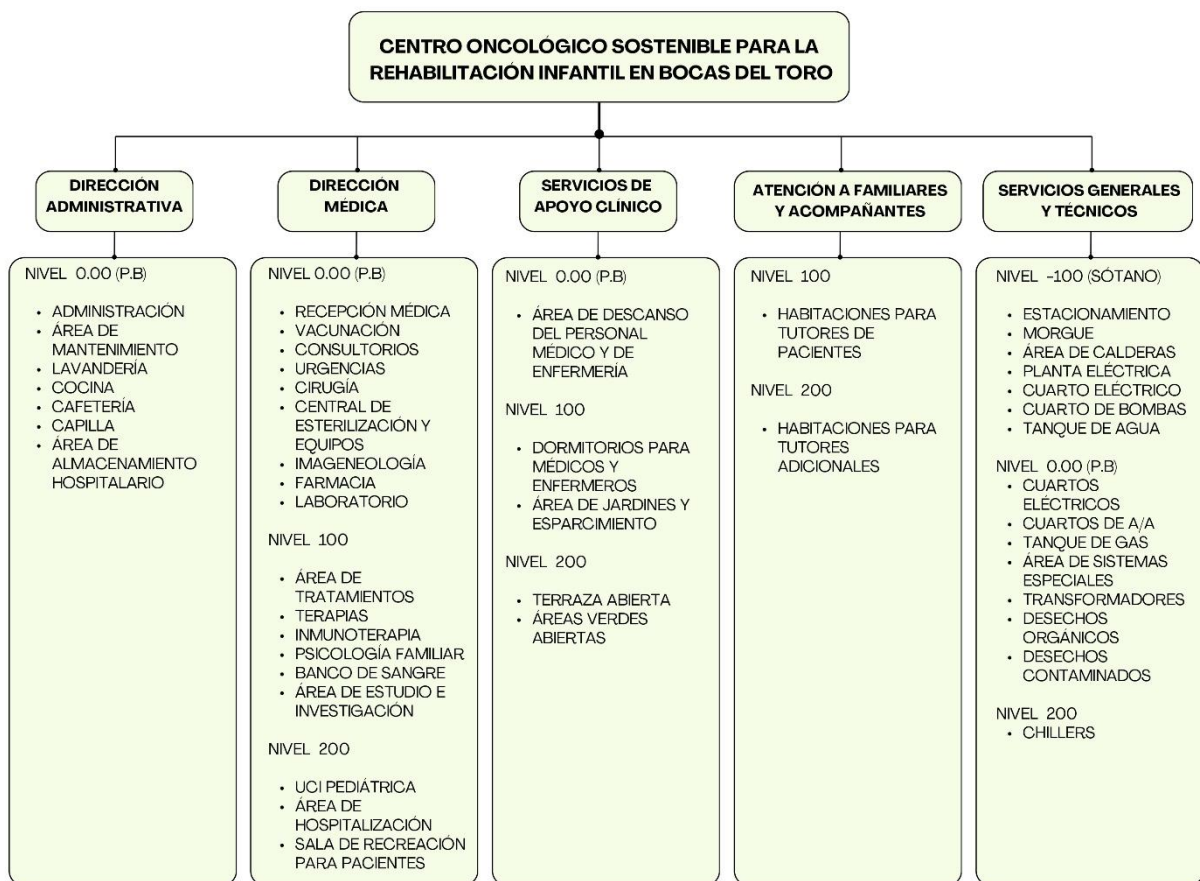 CENTRO ONCOLÓGICO SOSTENIBLE PARA LA
REHABILITACIÓN INFANTIL EN BOCAS DEL TORO
DIRECCIÓN
ADMINISTRATIVA
NIVEL 0.00 (P.B)
• ADMINISTRACIÓN
• ÁREA DE
MANTENIMIENTO
• LAVANDERÍA
• COCINA
• CAFETERÍA
• CAPILLA
• ÁREA DE
ALMACENAMIENTO
HOSPITALARIO
DIRECCIÓN
MÉDICA
NIVEL 0.00 (P.B)
• RECEPCIÓN MÉDICA
• VACUNACIÓN
• CONSULTORIOS
• URGENCIAS
• CIRUGÍA
• CENTRAL DE
ESTERILIZACIÓN Y
EQUIPOS
• IMAGENEOLOGÍA
• FARMACIA
• LABORATORIO
NIVEL 100
• ÁREA DE
TRATAMIENTOS
• TERAPIAS
• INMUNOTERAPIA
• PSICOLOGÍA FAMILIAR
• BANCO DE SANGRE
• ÁREA DE ESTUDIO E
INVESTIGACIÓN
NIVEL 200
• UCI PEDIÁTRICA
• ÁREA DE
HOSPITALIZACIÓN
• SALA DE RECREACIÓN
PARA PACIENTES
SERVICIOS DE
APOYO CLÍNICO
NIVEL 0.00 (P.B)
• ÁREA DE DESCANSO
DEL PERSONAL
MÉDICO Y DE
ENFERMERÍA
NIVEL 100
• DORMITORIOS PARA
MÉDICOS Y
ENFERMEROS
• ÁREA DE JARDINES Y
ESPARCIMIENTO
NIVEL 200
• TERRAZA ABIERTA
• ÁREAS VERDES
ABIERTAS
ATENCIÓN A FAMILIARES
Y ACOMPAÑANTES
NIVEL 100
• HABITACIONES PARA
TUTORES DE
PACIENTES
NIVEL 200
• HABITACIONES PARA
TUTORES
ADICIONALES
SERVICIOS GENERALES
Y TÉCNICOS
NIVEL -100 (SÓTANO)
• ESTACIONAMIENTO
• MORGUE
• ÁREA DE CALDERAS
• PLANTA ELÉCTRICA
• CUARTO ELÉCTRICO
• CUARTO DE BOMBAS
• TANQUE DE AGUA
NIVEL 0.00 (P.B)
• CUARTOS
ELÉCTRICOS
• CUARTOS DE A/A
• TANQUE DE GAS
• ÁREA DE SISTEMAS
ESPECIALES
• TRANSFORMADORES
• DESECHOS
ORGÁNICOS
• DESECHOS
CONTAMINADOS
NIVEL 200
• CHILLERS